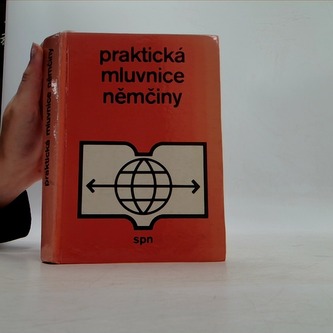 praktická
mluvnice
němčiny
spn
praktická mluvnice němčiny